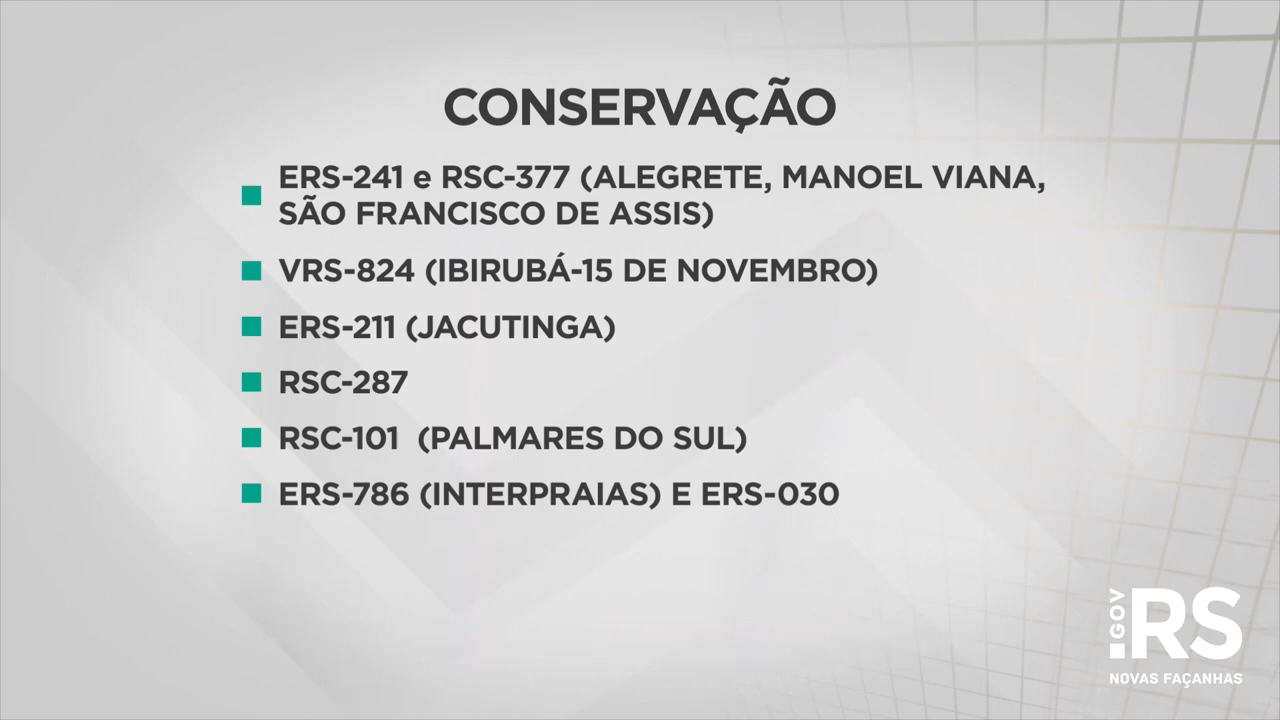 CONSERVAÇÃO
ERS-241 e RSC-377 (ALEGRETE, MANOEL VIANA,
SÃO FRANCISCO DE ASSIS)
VRS-824 (IBIRUBÁ-15 DE NOVEMBRO)
ERS-211 (JACUTINGA)
RSC-287
RSC-101  (PALMARES DO SUL)
ERS-786 (INTERPRAIAS) E ERS-030
.GOV
RS
NOVAS FAÇANHAS